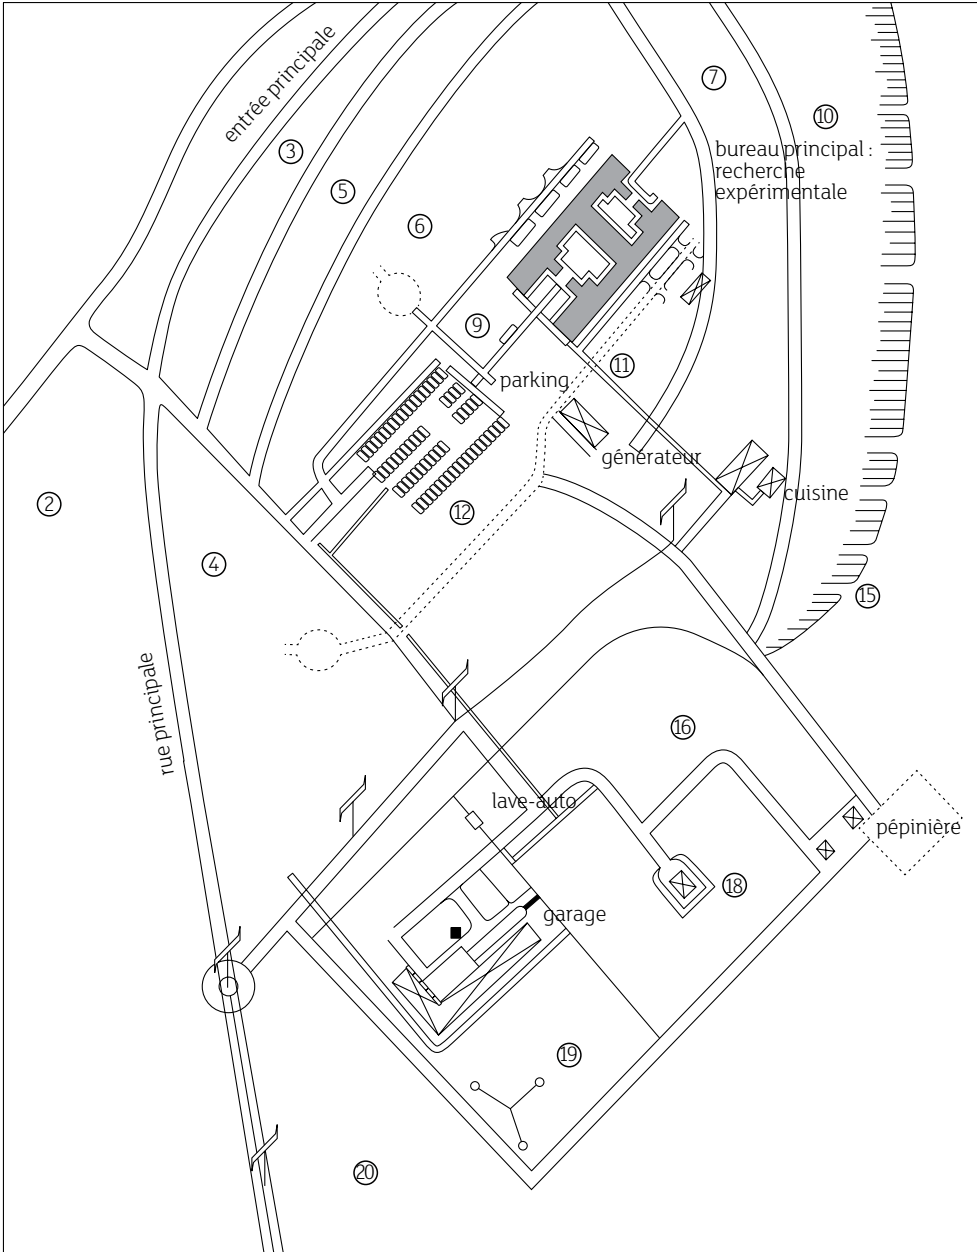 entrée principale
7
10
3
bureau principal :
recherche
expérimentale
5
6
9
11
parking
générateur
cuisine
2
12
4
15
rue principale
16
lave-auto
pépinière
18
garage
19
20